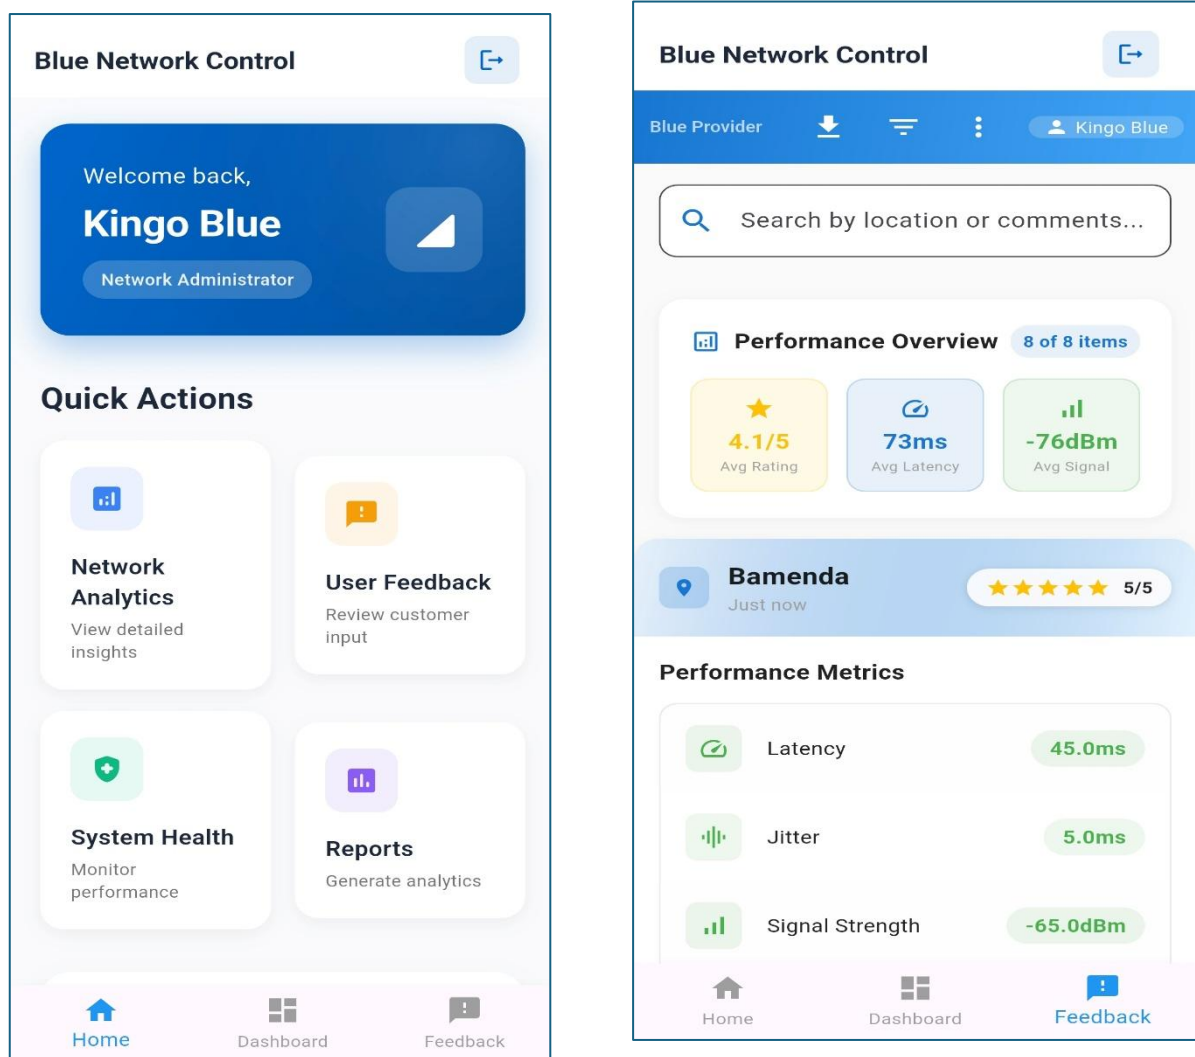 Blue Network Control
Welcome back,
Kingo Blue
Network Administrator
Quick Actions
Network
Analytics
View detailed
insights
User Feedback
Review customer
input
System Health
Monitor
performance
Reports
Generate analytics
Home
Dashboard
Feedback
Blue Network Control
Blue Provider
Kingo Blue
Search by location or comments...
Performance Overview
8 of 8 items
4.1/5
Avg Rating
73ms
Avg Latency
-76dBm
Avg Signal
Bamenda
Just now
5/5
Performance Metrics
Latency
45.0ms
Jitter
5.0ms
Signal Strength
-65.0dBm
Home
Dashboard
Feedback